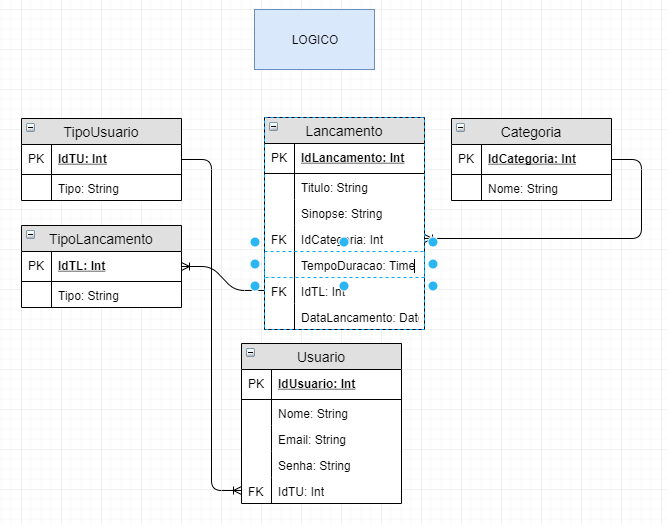 LOGICO
TipoUsuario
PK IdTU: Int
Tipo: String
TipoLancamento
PK IdTL: Int
Tipo: String
Lancamento
PK IdLancamento: Int
Titulo: String
Sinopse: String
FK IdCategoria: Int
TempoDuracao: Time
FK IdTL: Int
DataLancamento: Dat
Categoria
PK IdCategoria: Int
Nome: String
Usuario
PK IdUsuario: Int
Nome: String
Email: String
Senha: String
FK IdTU: Int